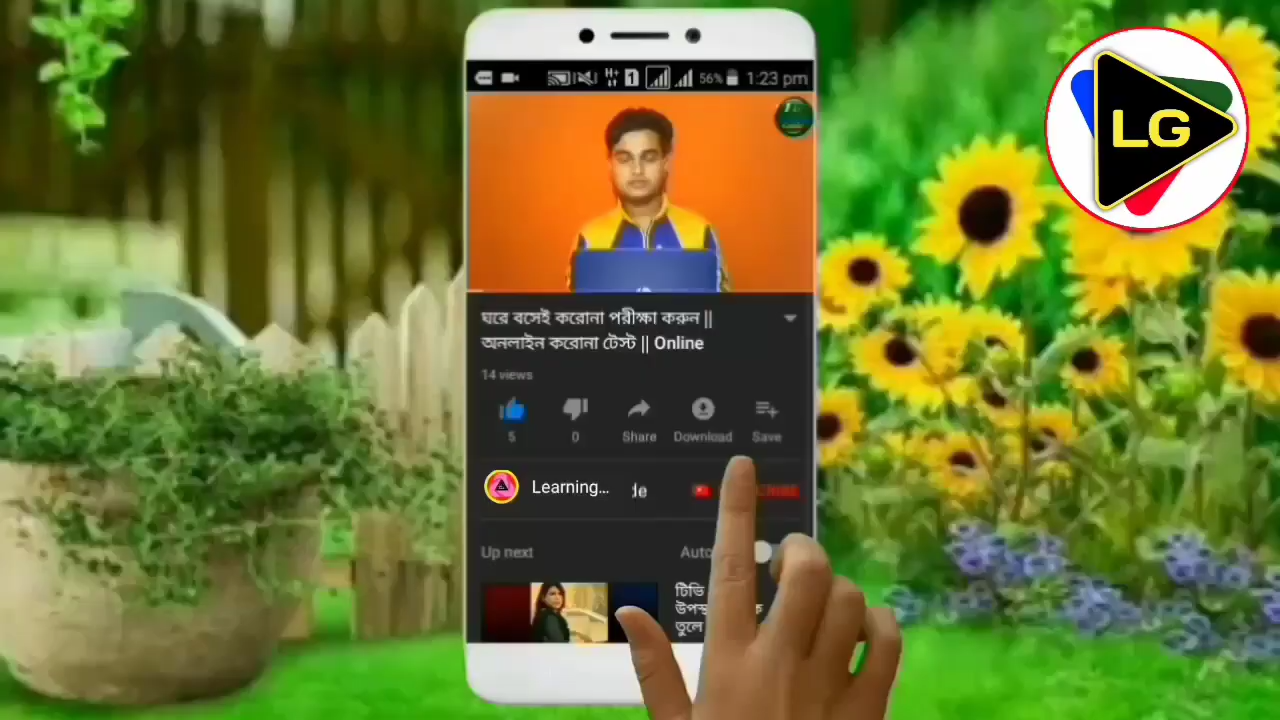 LG
H+
1
56%
1:23 pm
ঘরে বসেই করোনা পরীক্ষা করুন ||
অনলাইন করোনা টেস্ট || Online
14 views
5
0
Share
Download
Save
Learning...
Up next
টিভি
তুলে